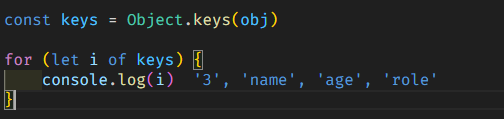 const keys = Object.keys(obj)
for (let i of keys) {
console.log(i) '3', 'name', 'age', 'role'
}